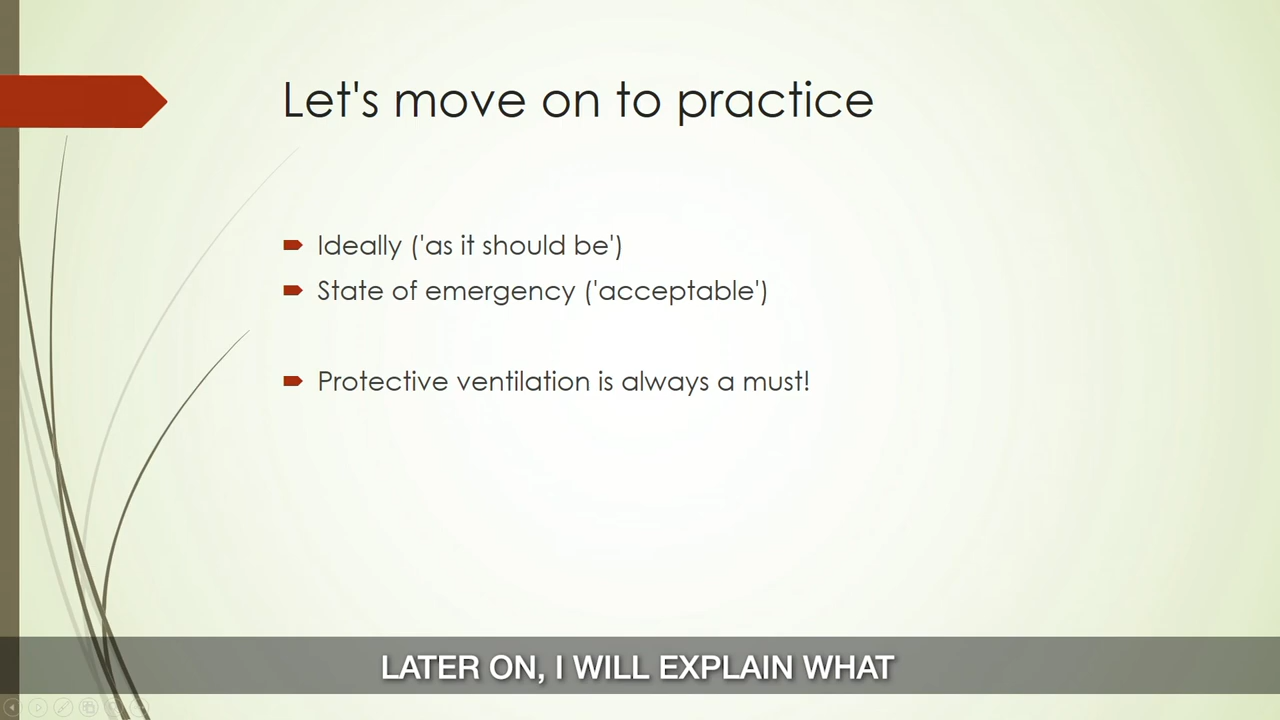 Let's move on to practice
Ideally ('as it should be')
State of emergency ('acceptable')
Protective ventilation is always a must!
LATER ON, I WILL EXPLAIN WHAT